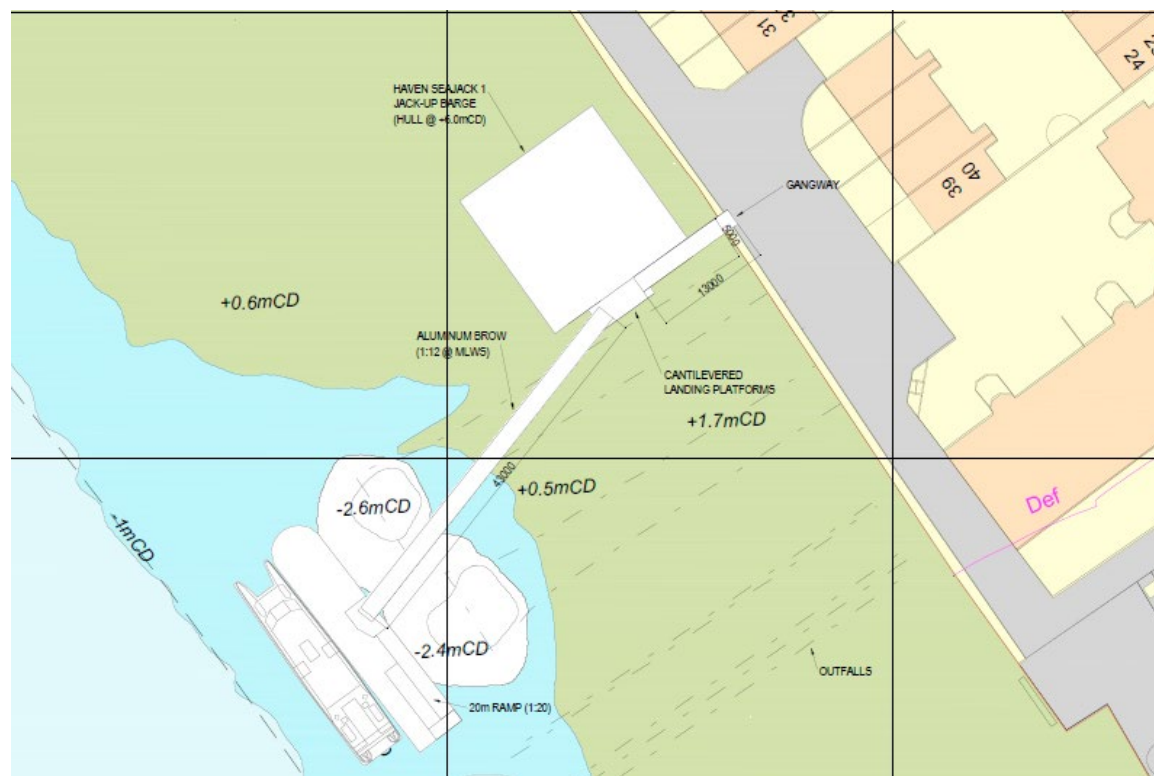 31
24
HAVEN SEAJACK 1
JACK-UP BARGE
(HULL @ +6.0mCD)
40
39
GANGWAY
5000
13000
+0.6mCD
ALUMINUM BROW
(1:12 @ MLWS)
CANTILEVERED
LANDING PLATFORMS
+1.7mCD
43000
+0.5mCD
-2.6mCD
Def
-1mCD
-2.4mCD
OUTFALLS
20m RAMP (1:20)